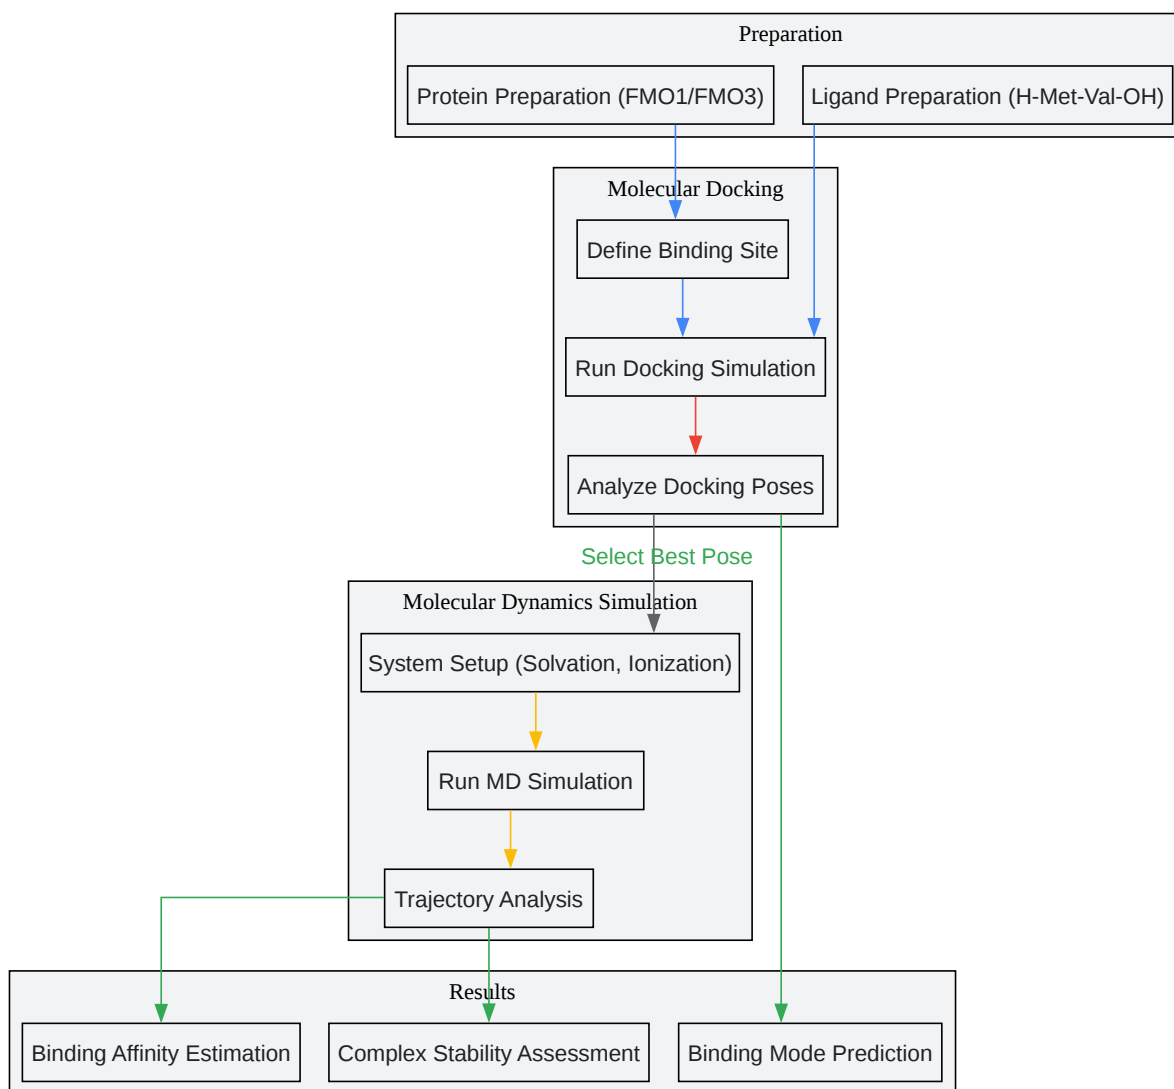 Preparation
Protein Preparation (FMO1/FMO3)
Ligand Preparation (H-Met-Val-OH)
Molecular Docking
Define Binding Site
Run Docking Simulation
Analyze Docking Poses
Select Best Pose
Molecular Dynamics Simulation
System Setup (Solvation, Ionization)
Run MD Simulation
Trajectory Analysis
Results
Binding Affinity Estimation
Complex Stability Assessment
Binding Mode Prediction